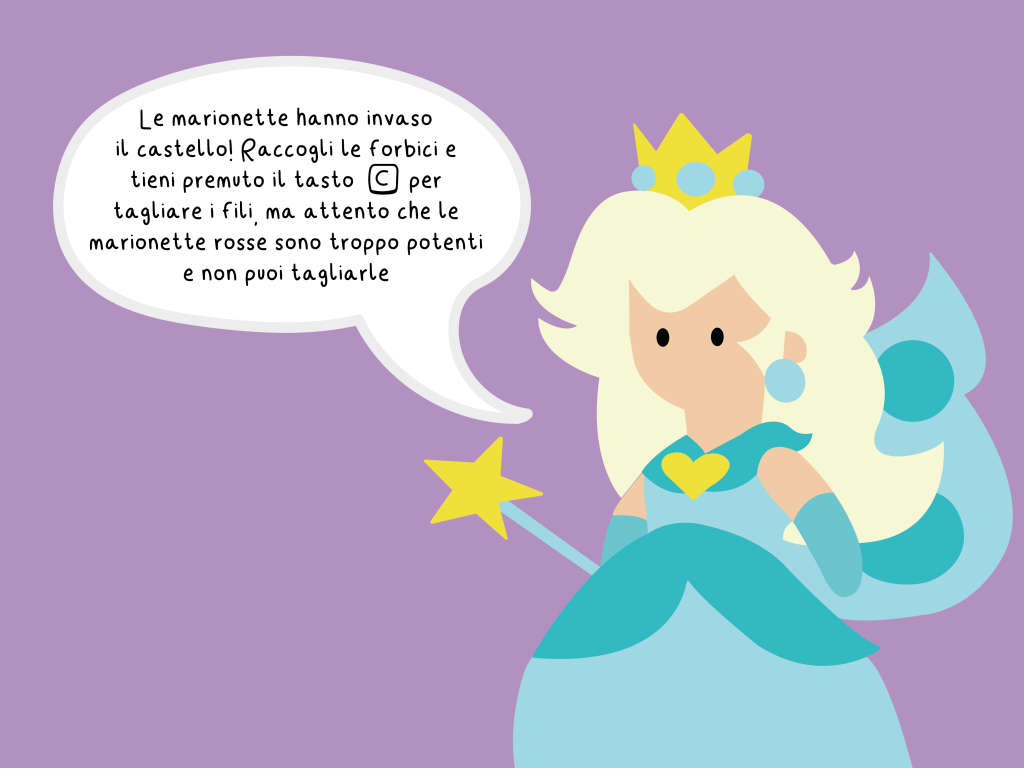 Le marionette hanno invaso
il castello! Raccogli le forbici e
tieni premuto il tasto C per
tagliare i fili, ma attento che le
marionette rosse sono troppo potenti
e non puoi tagliarle